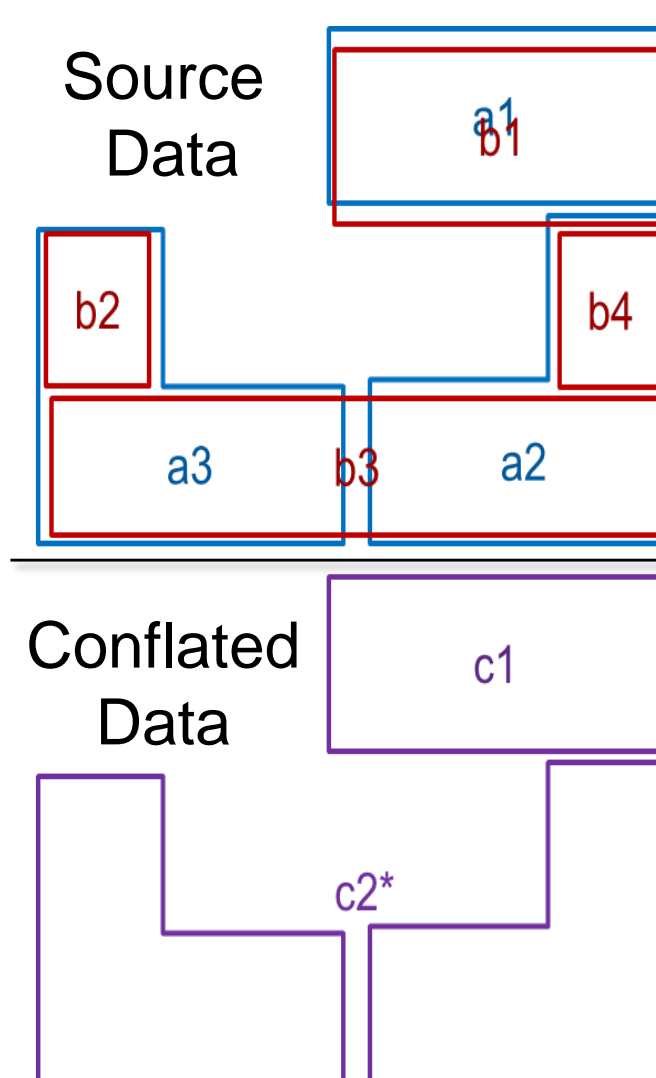 Source
Data
a1
b1
b2
b4
a3
b3
a2
Conflated
Data
c1
c2*